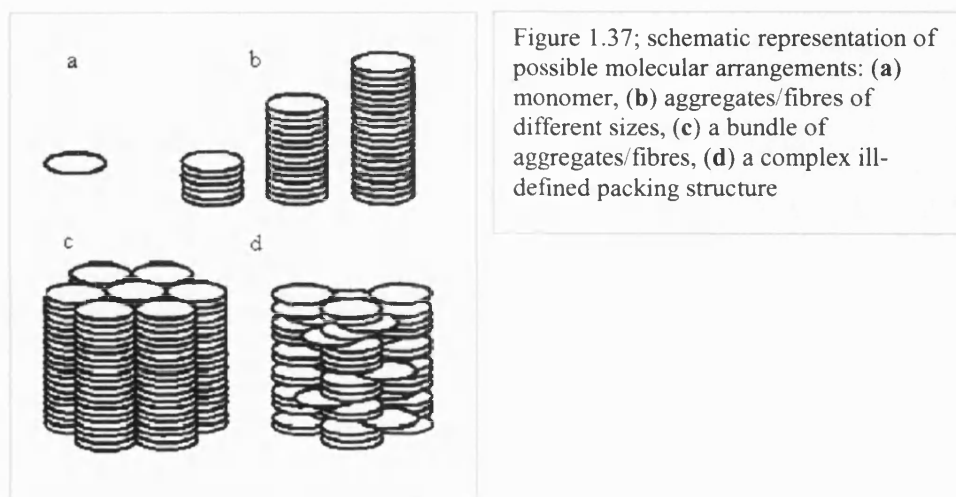 a
b
c
d
Figure 1.37; schematic representation of
possible molecular arrangements: (a)
monomer, (b) aggregates/fibres of
different sizes, (c) a bundle of
aggregates/fibres, (d) a complex ill-
defined packing structure